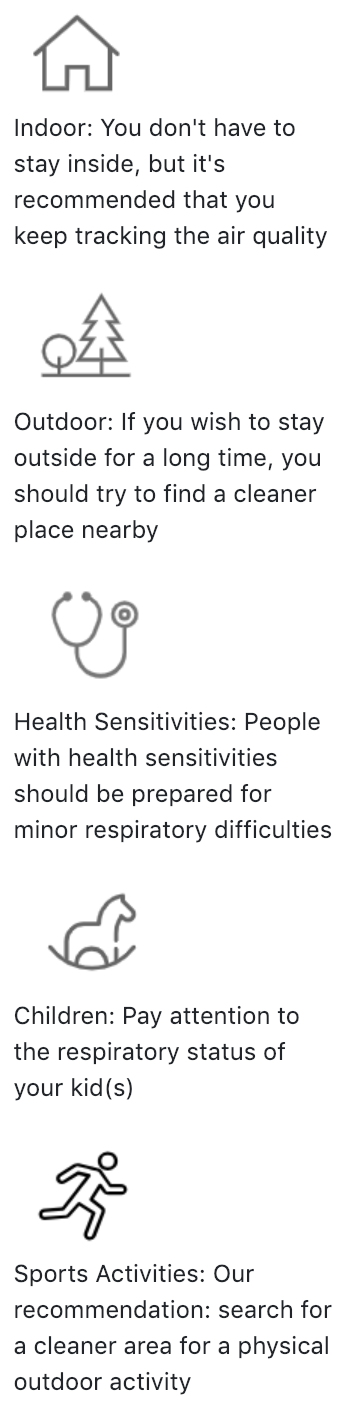 Indoor: You don't have to
stay inside, but it's
recommended that you
keep tracking the air quality
Outdoor: If you wish to stay
outside for a long time, you
should try to find a cleaner
place nearby
Health Sensitivities: People
with health sensitivities
should be prepared for
minor respiratory difficulties
Children: Pay attention to
the respiratory status of
your kid(s)
Sports Activities: Our
recommendation: search for
a cleaner area for a physical
outdoor activity